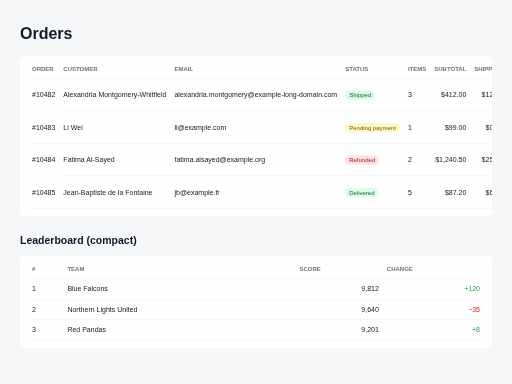 Orders
ORDER CUSTOMER EMAIL STATUS ITEMS SUBTOTAL SHIPP
#10482 Alexandria Montgomery-Whitfield alexandria.montgomery@example-long-domain.com Shipped 3 $412.00 $12
#10483 Li Wei li@example.com Pending payment 1 $99.00
#10484 Fatima Al-Sayed fatima.alsayed@example.org Refunded 2 $1,240.50 $25
#10485 Jean-Baptiste de la Fontaine jb@example.fr Delivered 5 $87.20
Leaderboard (compact)
# TEAM SCORE CHANGE
1 Blue Falcons 9,812 +120
2 Northern Lights United 9,640 −35
3 Red Pandas 9,201 +8